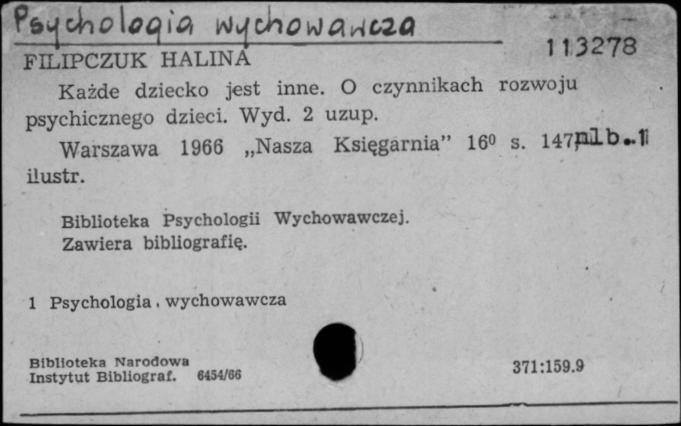 Psychologia wychowawcza
113278
FILIPCZUK HALINA
Każde dziecko jest inne. O czynnikach rozwoju
psychicznego dzieci. Wyd. 2 uzup.
Warszawa 1966 „Nasza Księgarnia” 16⁰ s. 147, nlb. 1
ilustr.
Biblioteka Psychologii Wychowawczej.
Zawiera bibliografię.
1 Psychologia. wychowawcza
Biblioteka Narodowa
Instytut Bibliograf. 6454/66
371:159.9